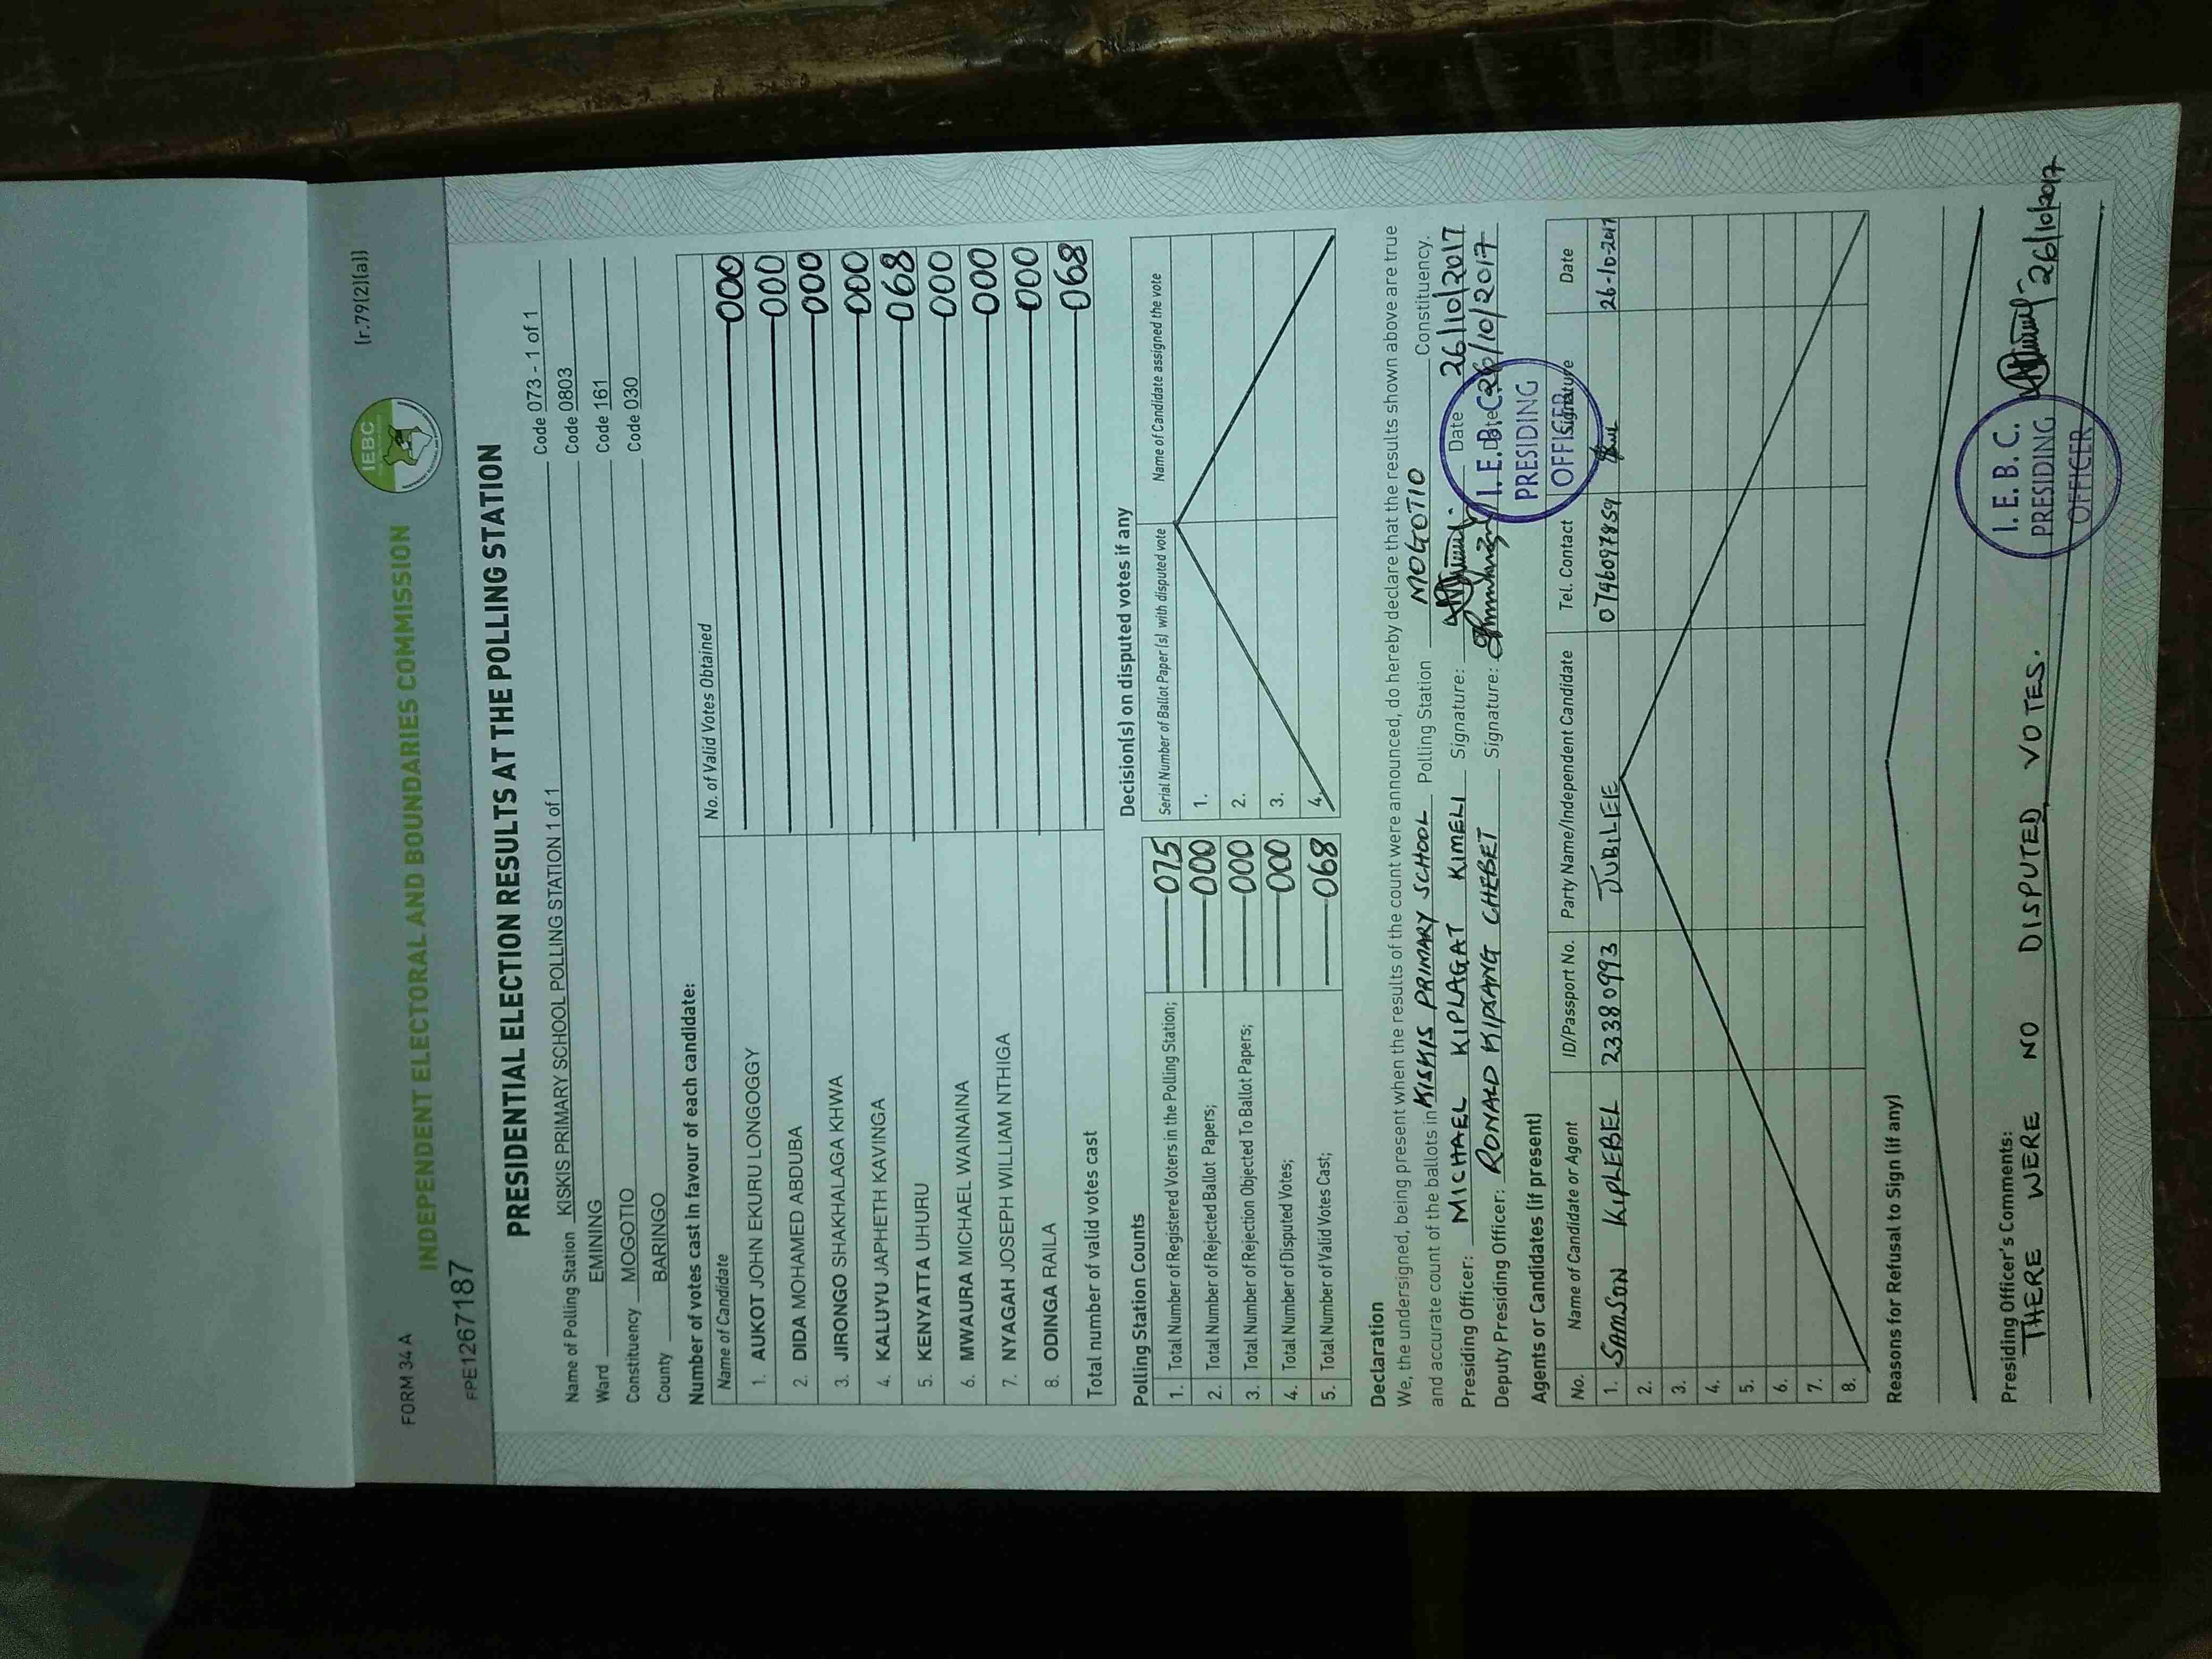 FORM 34 A
[r.79(2)(a)]
INDEPENDENT ELECTORAL AND BOUNDARIES COMMISSION
IEBC
FPE1267187
PRESIDENTIAL ELECTION RESULTS AT THE POLLING STATION
Name of Polling Station KISKIS PRIMARY SCHOOL POLLING STATION 1 of 1 Code 073 - 1 of 1
Ward EMINING Code 0803
Constituency MOGOTIO Code 161
County BARINGO Code 030
Number of votes cast in favour of each candidate:
Name of Candidate No. of Valid Votes Obtained
1. AUKOT JOHN EKURU LONGOGGY 000
2. DIDA MOHAMED ABDUBA 000
3. JIRONGO SHAKHALAGA KHWA 000
4. KALUYU JAPHETH KAVINGA 000
5. KENYATTA UHURU 068
6. MWAURA MICHAEL WAINAINA 000
7. NYAGAH JOSEPH WILLIAM NTHIGA 000
8. ODINGA RAILA 000
Total number of valid votes cast 068
Polling Station Counts
1. Total Number of Registered Voters in the Polling Station; 075
2. Total Number of Rejected Ballot Papers; 000
3. Total Number of Rejection Objected To Ballot Papers; 000
4. Total Number of Disputed Votes; 000
5. Total Number of Valid Votes Cast; 068
Decision(s) on disputed votes if any
Serial Number of Ballot Paper (s) with disputed vote Name of Candidate assigned the vote
1.
2.
3.
4.
Declaration
We, the undersigned, being present when the results of the count were announced, do hereby declare that the results shown above are true
and accurate count of the ballots in KISKIS PRIMARY SCHOOL Polling Station MOGOTIO Constituency.
Presiding Officer: MICHAEL KIPLAGAT KIMELI Signature: Date 26/10/2017
Deputy Presiding Officer: RONALD KIPSANG CHEBET Signature: Date 26/10/2017
I.E.B.C.
PRESIDING
OFFICER
Agents or Candidates (if present)
No. Name of Candidate or Agent ID/Passport No. Party Name/Independent Candidate Tel. Contact Signature Date
1. SAMSON KIPLEBEL 23380993 JUBILEE 0746097859 26-10-2017
2.
3.
4.
5.
6.
7.
8.
Reasons for Refusal to Sign (if any)
Presiding Officer's Comments:
THERE WERE NO DISPUTED VOTES. 26/10/2017
I. E. B. C.
PRESIDING
OFFICER